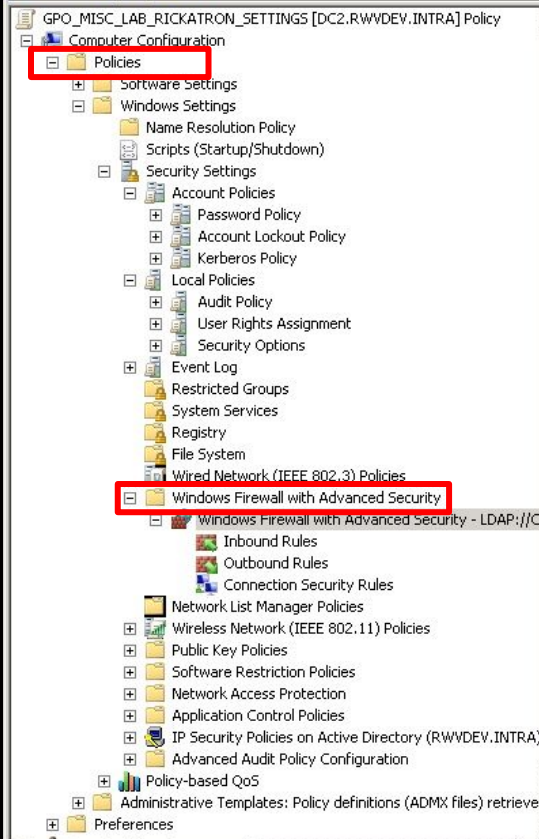 GPO_MISC_LAB_RICKATRON_SETTINGS [DC2.RWVDEV.INTRA] Policy
Computer Configuration
Policies
Software Settings
Windows Settings
Name Resolution Policy
Scripts (Startup/Shutdown)
Security Settings
Account Policies
Password Policy
Account Lockout Policy
Kerberos Policy
Local Policies
Audit Policy
User Rights Assignment
Security Options
Event Log
Restricted Groups
System Services
Registry
File System
Wired Network (IEEE 802.3) Policies
Windows Firewall with Advanced Security
Windows Firewall with Advanced Security - LDAP://C
Inbound Rules
Outbound Rules
Connection Security Rules
Network List Manager Policies
Wireless Network (IEEE 802.11) Policies
Public Key Policies
Software Restriction Policies
Network Access Protection
Application Control Policies
IP Security Policies on Active Directory (RWVDEV.INTRA)
Advanced Audit Policy Configuration
Policy-based QoS
Administrative Templates: Policy definitions (ADMX files) retrieve
Preferences